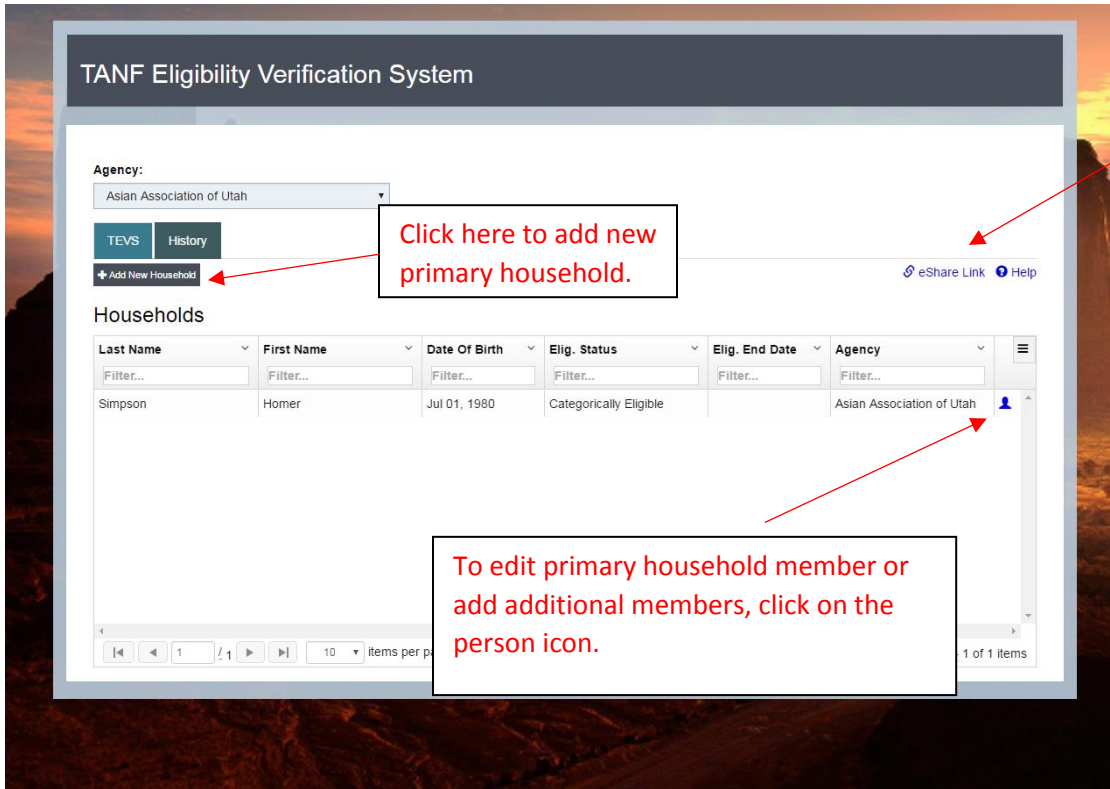 TANF Eligibility Verification System
Agency:
Asian Association of Utah
TEVS History
Click here to add new
primary household.
Add New Household
eShare Link Help
Households
Last Name First Name Date Of Birth Elig. Status Elig. End Date Agency
Filter... Filter... Filter... Filter... Filter... Filter...
Simpson Homer Jul 01, 1980 Categorically Eligible Asian Association of Utah
To edit primary household member or
add additional members, click on the
person icon.
1 / 1 10 items per pa 1 of 1 items